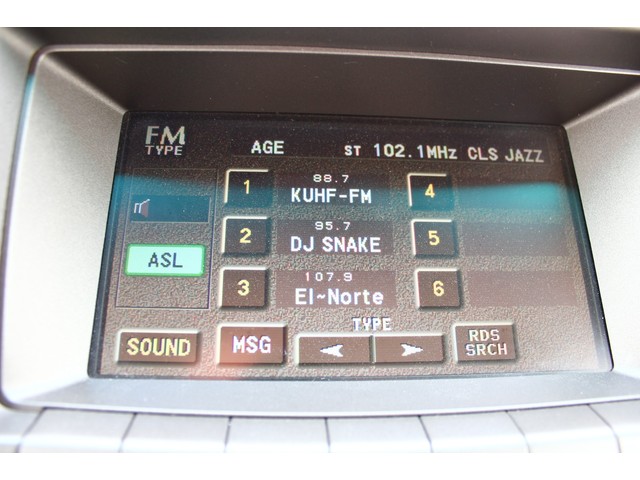 FM
TYPE
AGE ST 102.1MHz CLS JAZZ
1 88.7 KUHF-FM
4
2 95.7 DJ SNAKE
5
ASL
3 107.9 El~Norte
6
TYPE
SOUND
MSG
RDS
SRCH